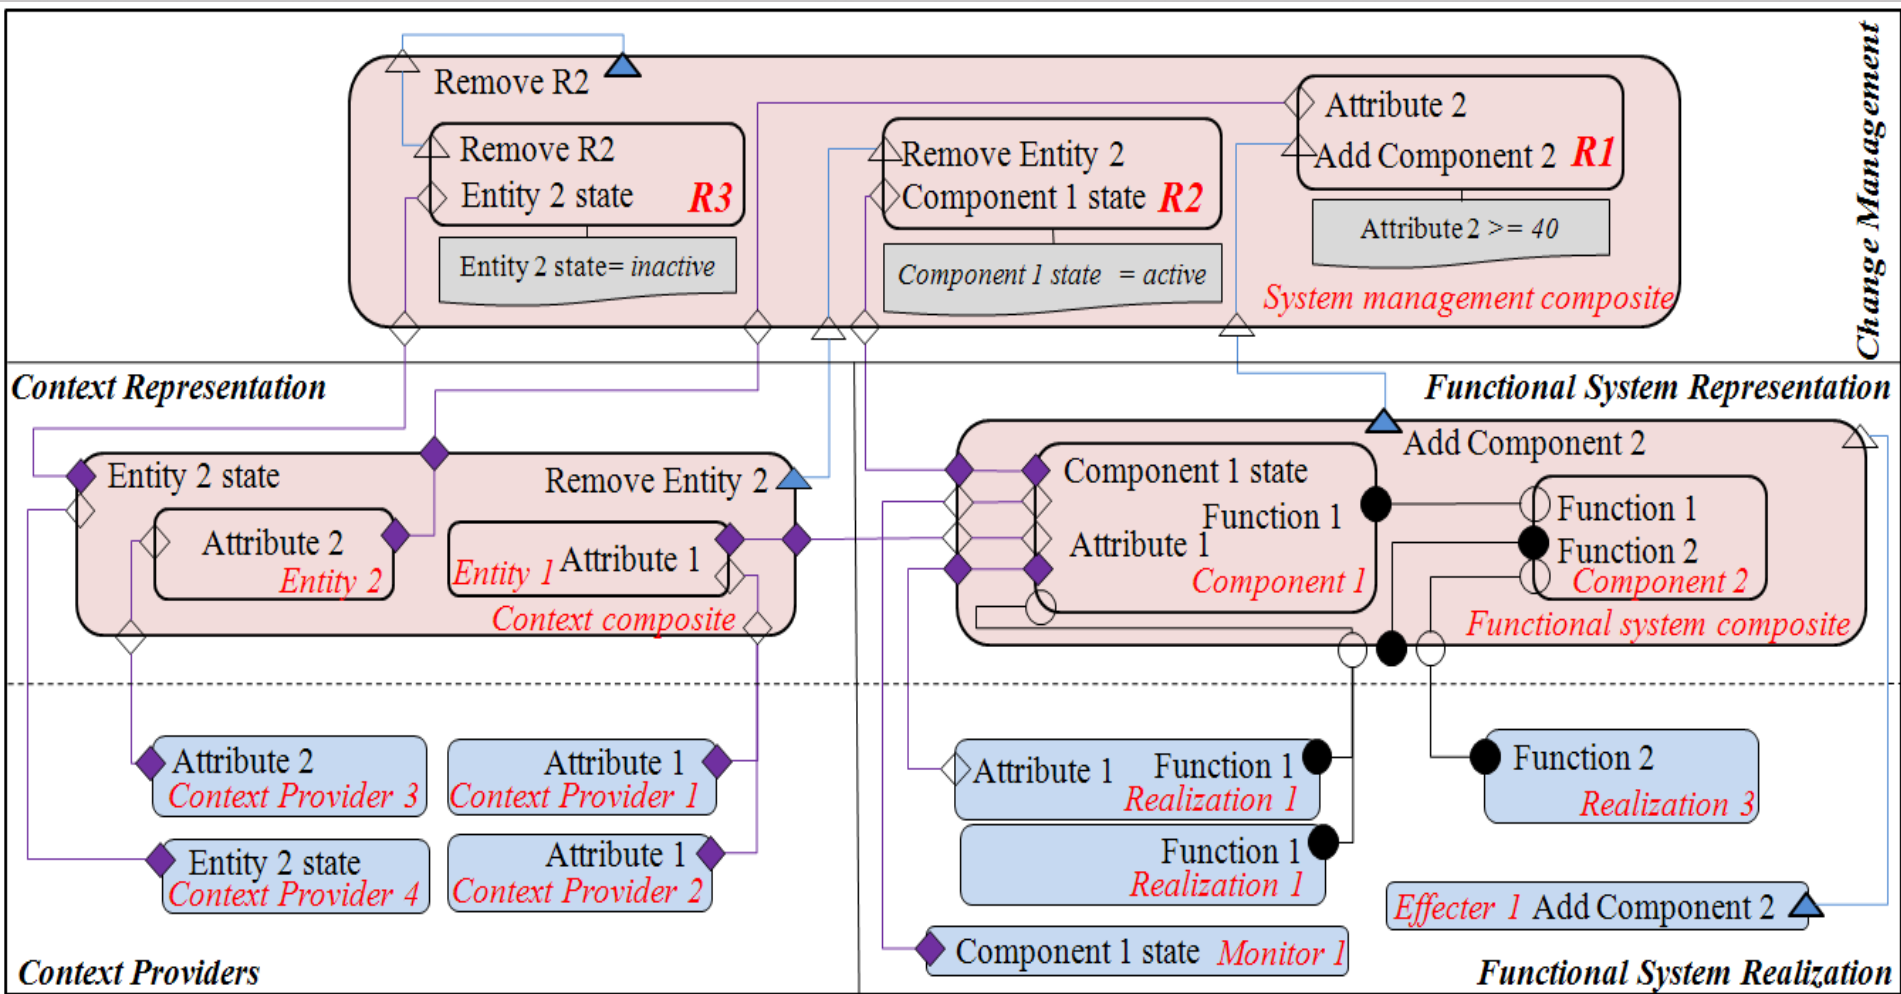 Change Management
Remove R2
Remove R2
Entity 2 state R3
Entity 2 state= inactive
Remove Entity 2
Component 1 state R2
Component 1 state = active
Attribute 2
Add Component 2 R1
Attribute 2 >= 40
System management composite
Context Representation
Entity 2 state
Remove Entity 2
Attribute 2
Entity 2
Entity 1 Attribute 1
Context composite
Functional System Representation
Add Component 2
Component 1 state
Function 1
Attribute 1
Component 1
Function 1
Function 2
Component 2
Functional system composite
Attribute 2
Context Provider 3
Attribute 1
Context Provider 1
Entity 2 state
Context Provider 4
Attribute 1
Context Provider 2
Context Providers
Attribute 1 Function 1
Realization 1
Function 1
Realization 1
Function 2
Realization 3
Effecter 1 Add Component 2
Component 1 state Monitor 1
Functional System Realization